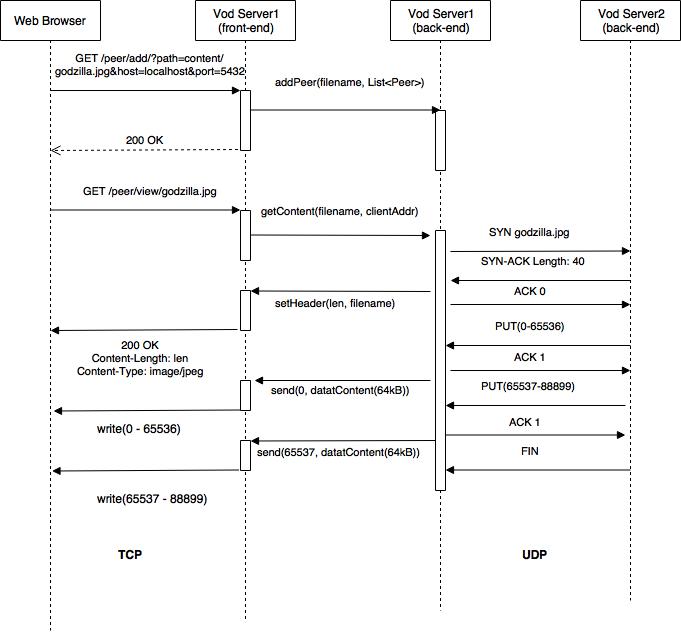 Web Browser
Vod Server1
(front-end)
Vod Server1
(back-end)
Vod Server2
(back-end)
GET /peer/add/?path=content/
godzilla.jpg&host=localhost&port=5432
addPeer(filename, List<Peer>)
200 OK
GET /peer/view/godzilla.jpg
getContent(filename, clientAddr)
SYN godzilla.jpg
SYN-ACK Length: 40
ACK 0
setHeader(len, filename)
PUT(0-65536)
200 OK
Content-Length: len
Content-Type: image/jpeg
ACK 1
PUT(65537-88899)
send(0, datatContent(64kB))
write(0 - 65536)
ACK 1
send(65537, datatContent(64kB))
FIN
write(65537 - 88899)
TCP
UDP